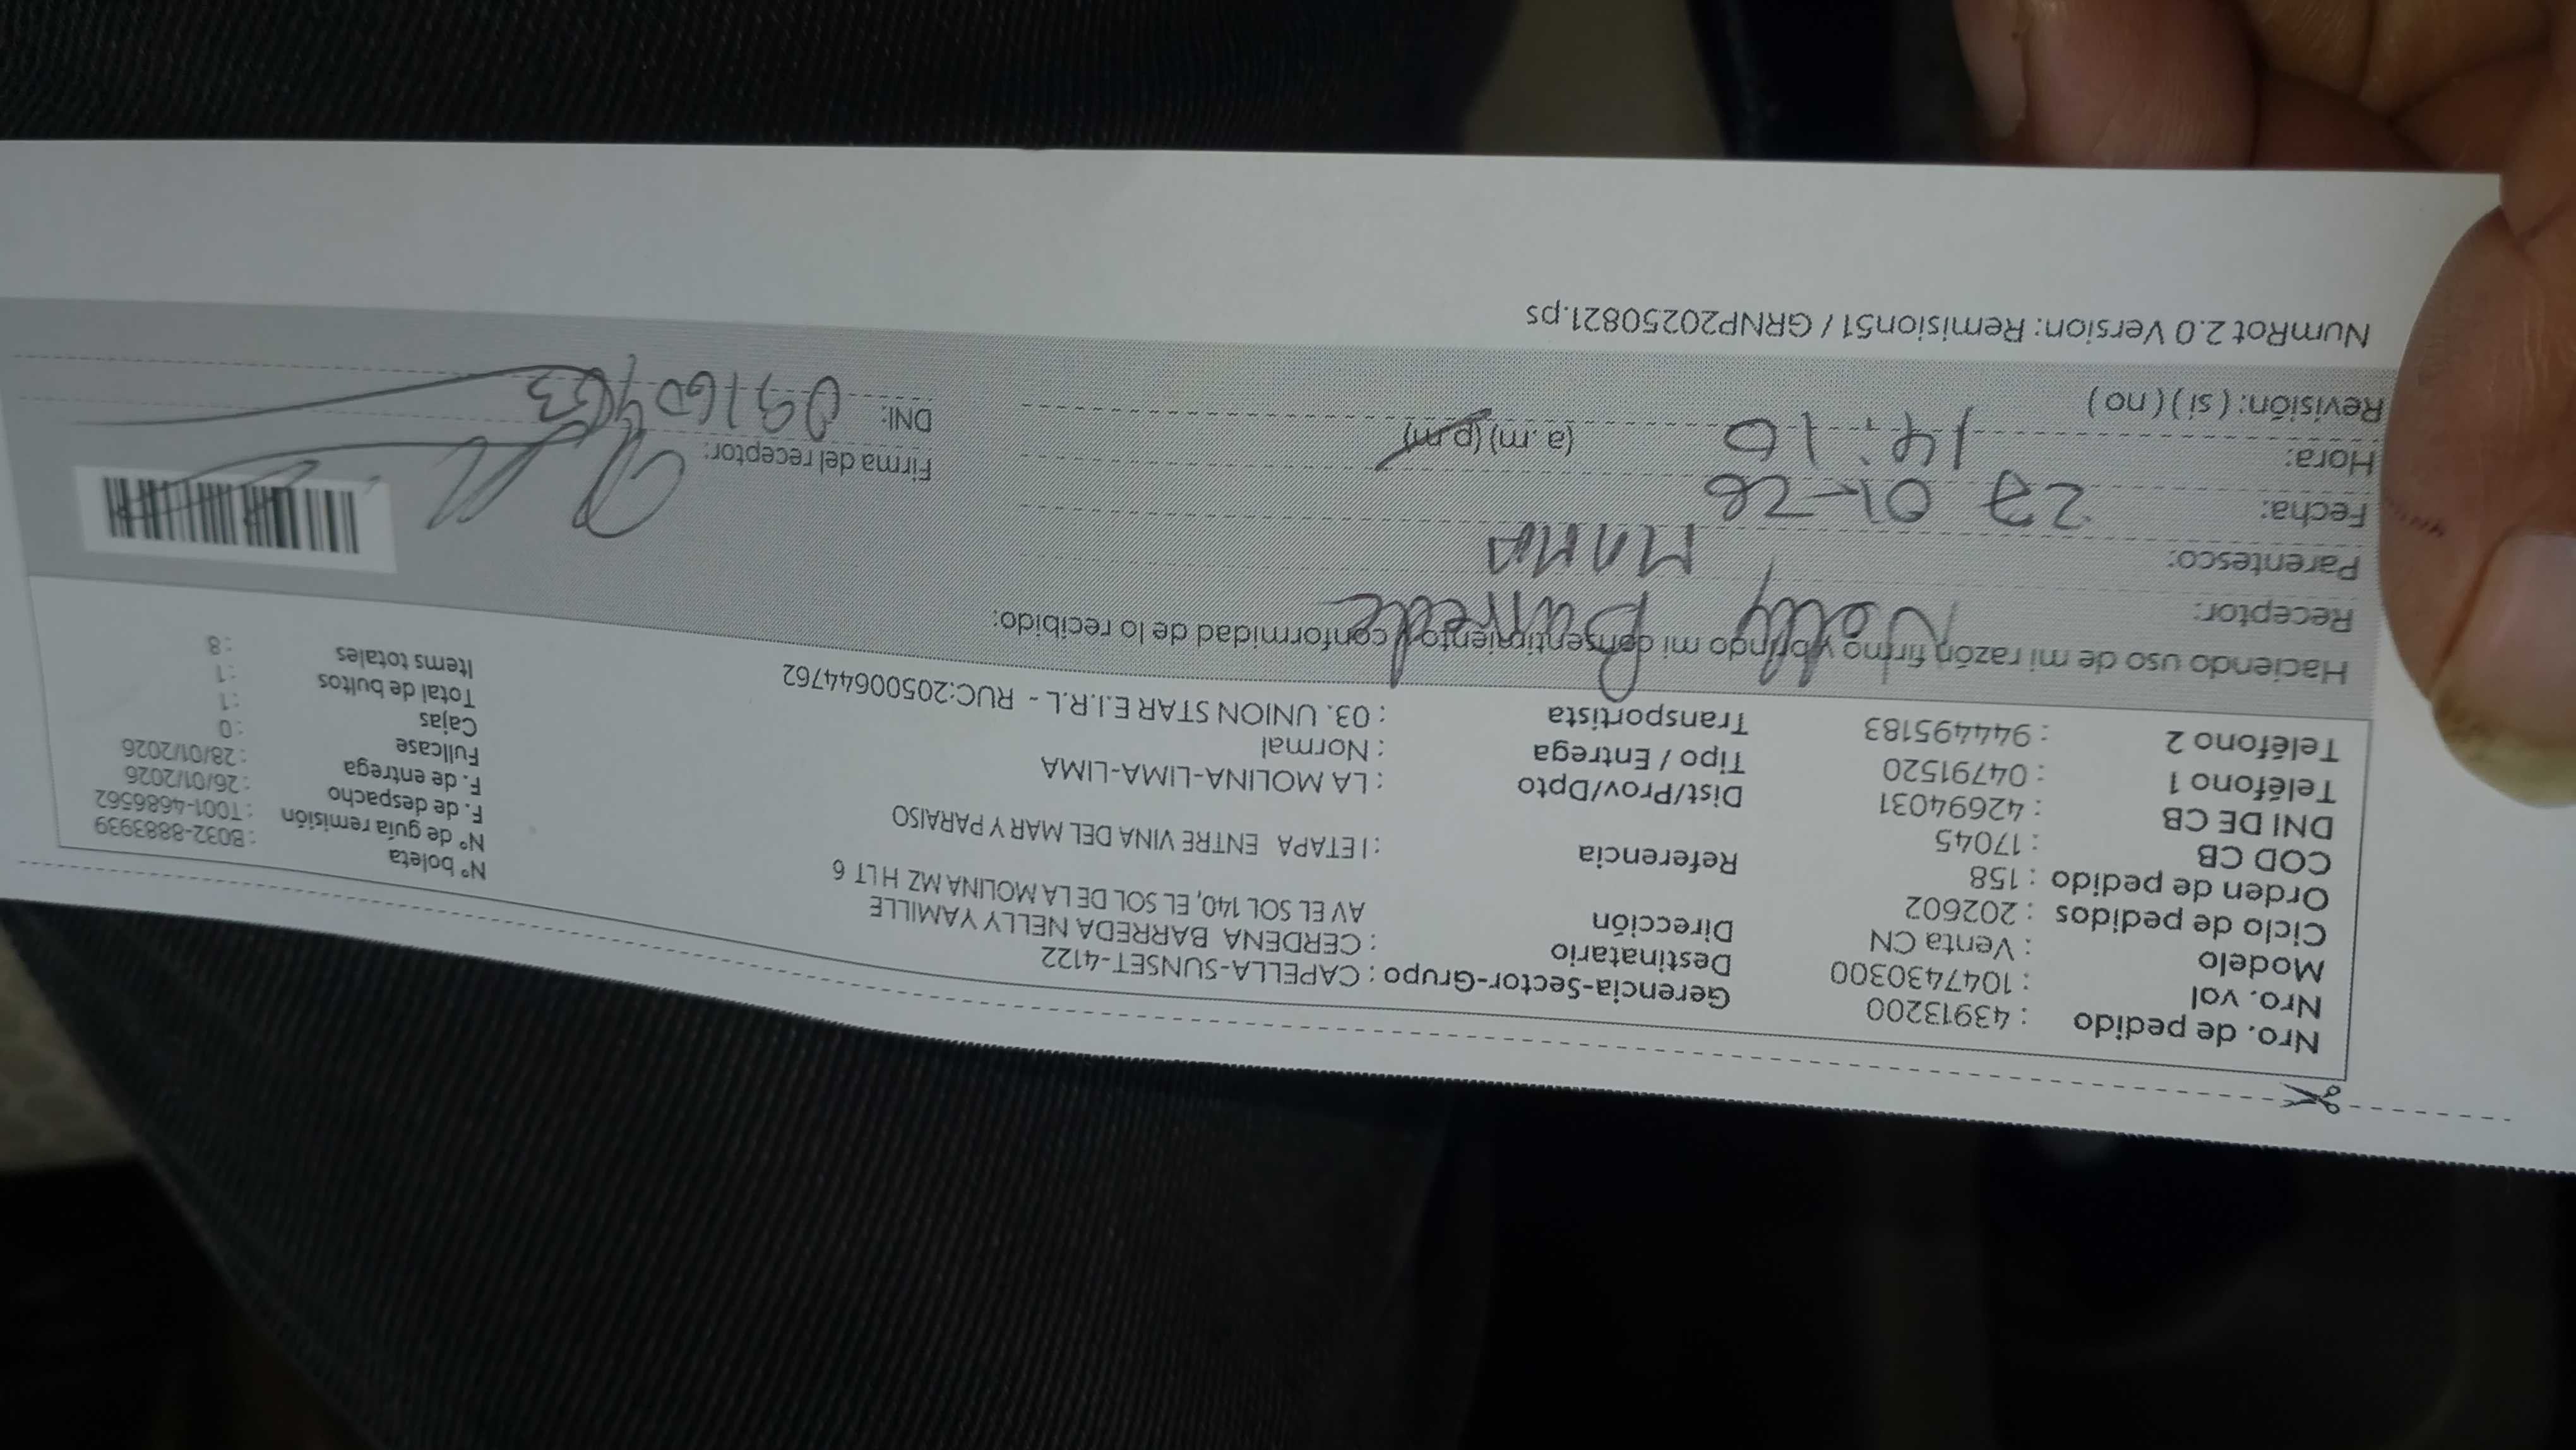 Nro. de pedido : 43913200
Nro. vol : 1047430300
Modelo : Venta CN
Ciclo de pedidos : 202602
Orden de pedido : 158
COD CB : 17045
DNI DE CB : 42694031
Teléfono 1 : 04791520
Teléfono 2 : 944495183
Gerencia-Sector-Grupo : CAPELLA-SUNSET-4122
Destinatario : CERDENA BARREDA NELLY YAMILLE
Dirección AV EL SOL 140, EL SOL DE LA MOLINA MZ H LT 6
Referencia : I ETAPA ENTRE VINA DEL MAR Y PARAISO
Dist/Prov/Dpto : LA MOLINA-LIMA-LIMA
Tipo / Entrega : Normal
Transportista : 03. UNION STAR E.I.R.L - RUC:20500644762
N° boleta : B032-8883939
N° de guía remisión : T001-4686562
F. de despacho : 26/01/2026
F. de entrega : 28/01/2026
Fullcase : 0
Cajas : 1
Total de bultos : 1
Items totales : 8
Haciendo uso de mi razón firmo y brindo mi consentimiento y conformidad de lo recibido:
Receptor: Nelly Barreda
Parentesco: MAMA
Fecha: 27 01-26
Hora: 14:10 (a.m) (p.m)
Revisión: (si) (no)
Firma del receptor:
DNI: 09160463
NumRot 2.0 Version: Remision51 / GRNP20250821.ps